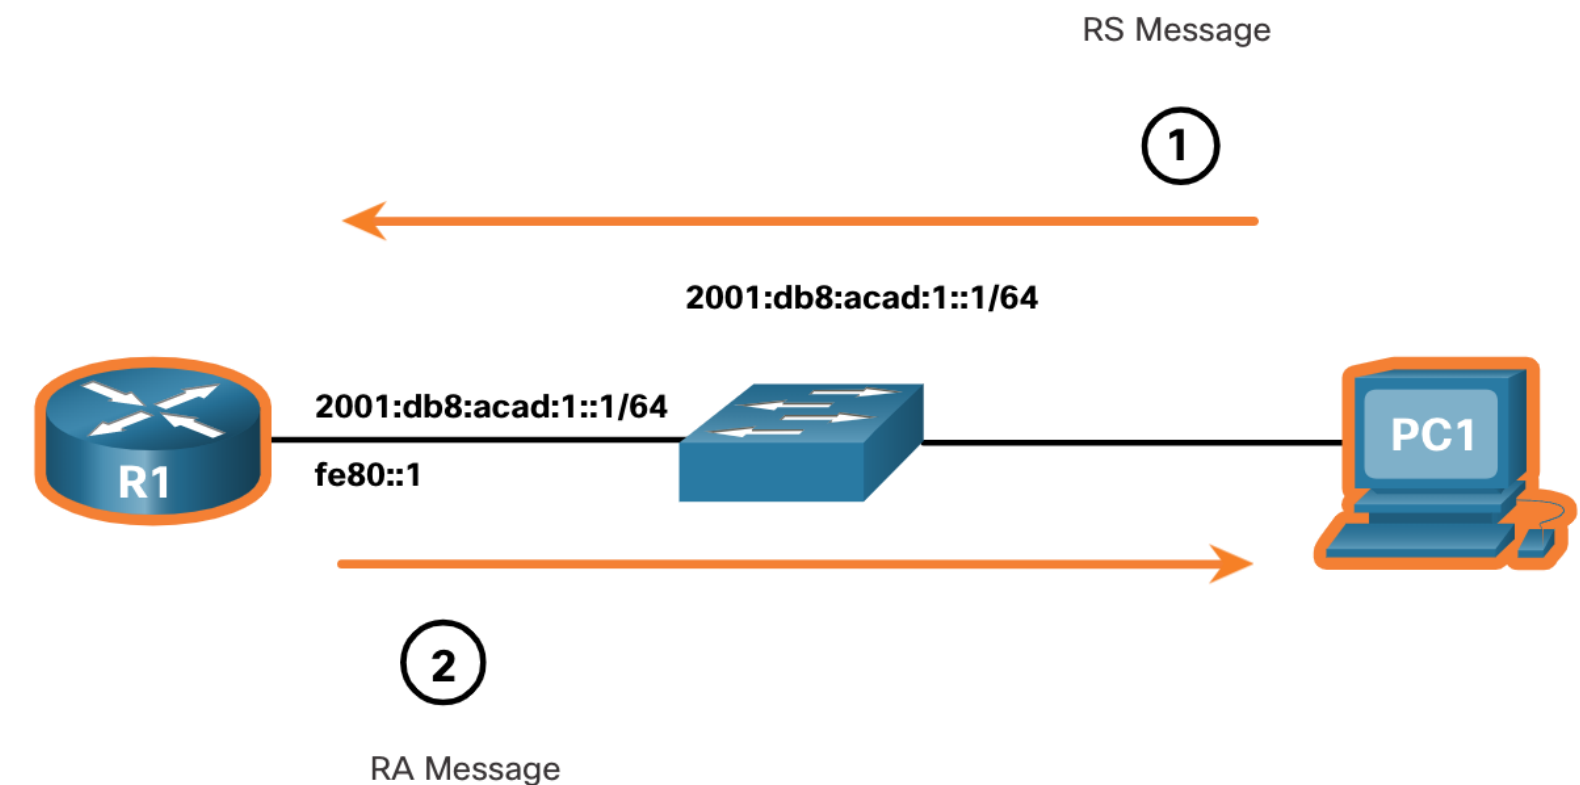 RS Message
1
2001:db8:acad:1::1/64
2001:db8:acad:1::1/64
R1
fe80::1
PC1
2
RA Message